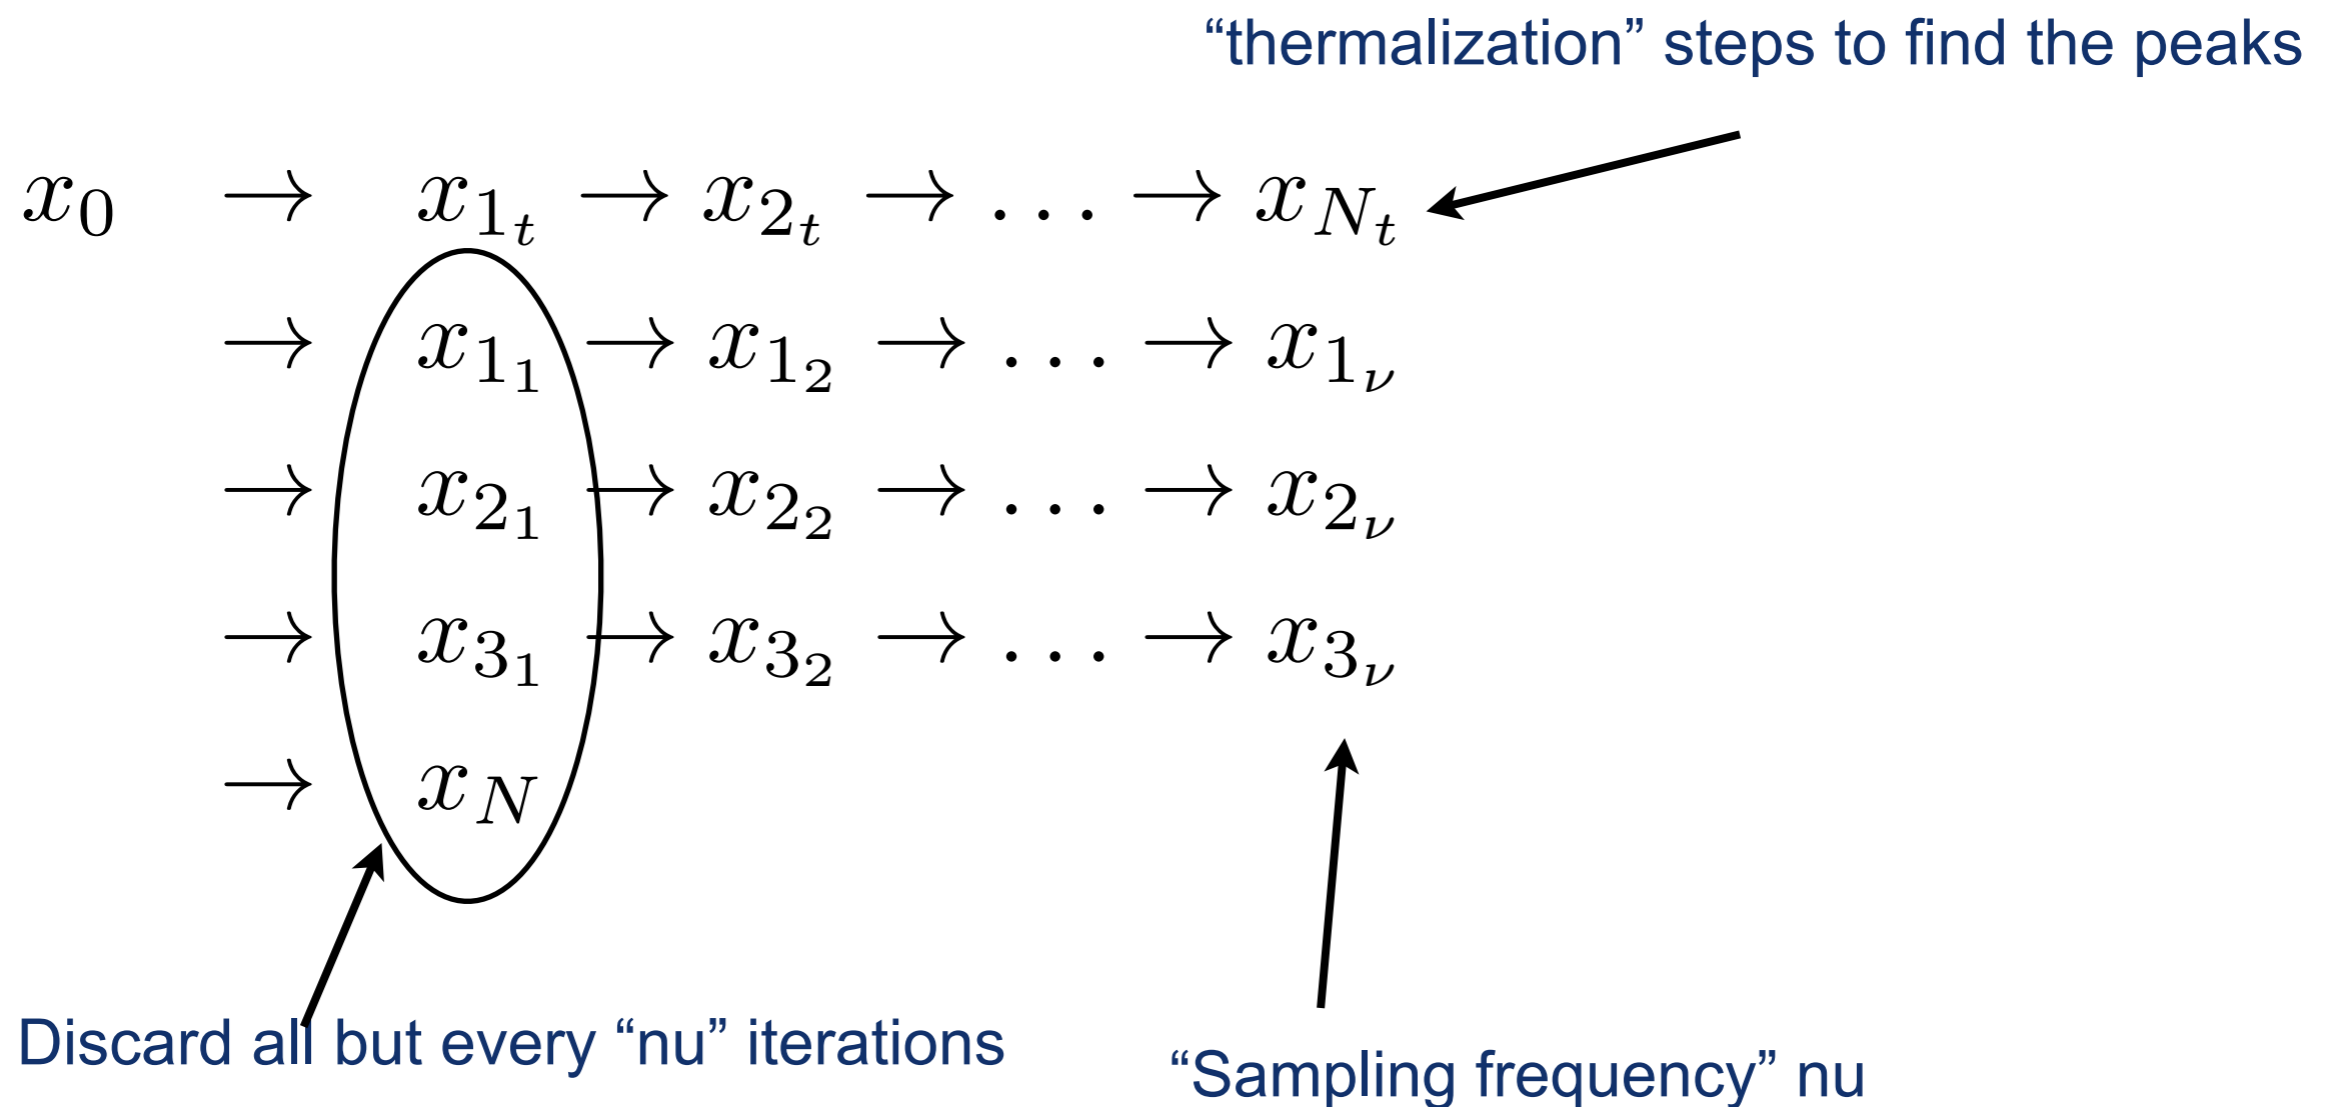 “thermalization” steps to find the peaks
x_0 → x_{1_t} → x_{2_t} → … → x_{N_t}
→ x_{1_1} → x_{1_2} → … → x_{1_ν}
→ x_{2_1} → x_{2_2} → … → x_{2_ν}
→ x_{3_1} → x_{3_2} → … → x_{3_ν}
→ x_N
Discard all but every “nu” iterations
“Sampling frequency” nu